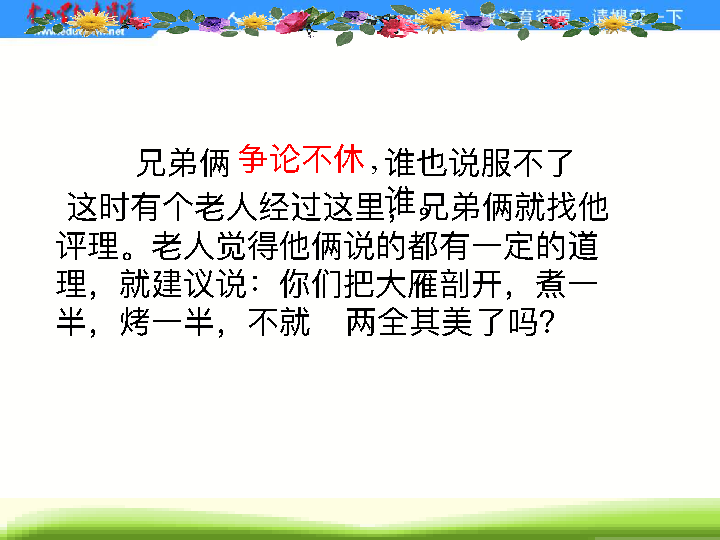 兄弟俩争论不休，谁也说服不了
谁。
这时有个老人经过这里，兄弟俩就找他
评理。老人觉得他俩说的都有一定的道
理，就建议说：你们把大雁剖开，煮一
半，烤一半，不就 两全其美了吗？